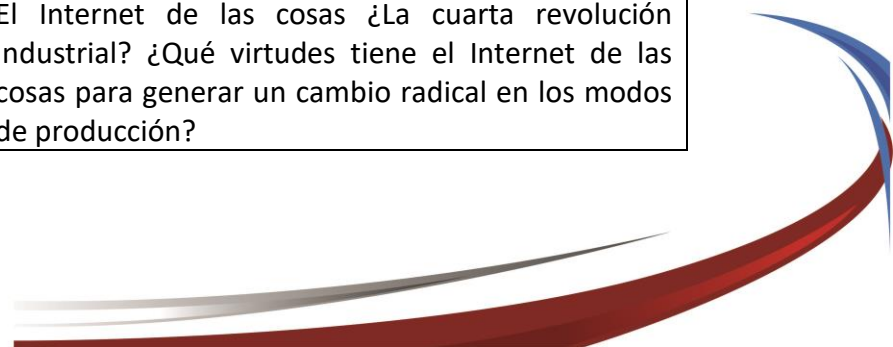 El Internet de las cosas ¿La cuarta revolución
industrial? ¿Qué virtudes tiene el Internet de las
cosas para generar un cambio radical en los modos
de producción?